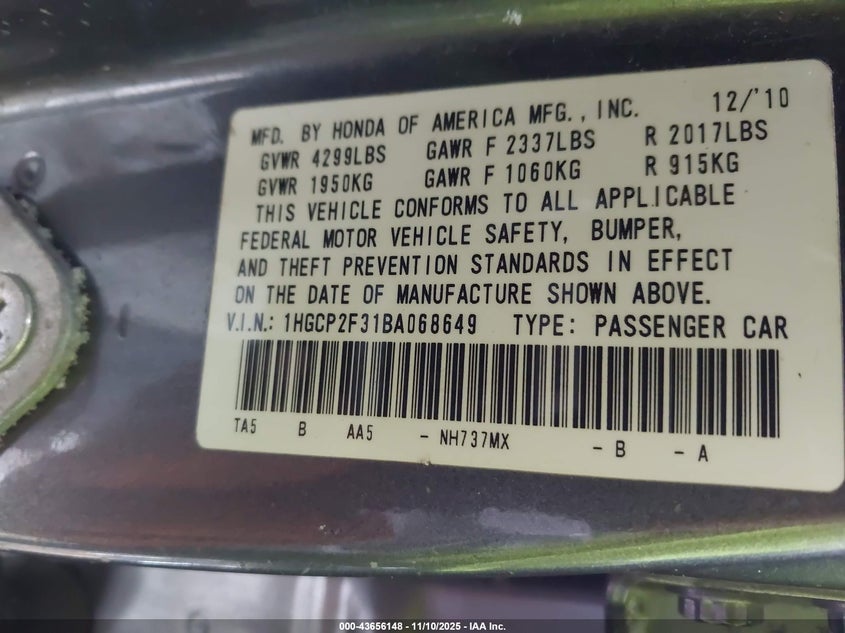 MFD. BY HONDA OF AMERICA MFG., INC. 12/'10
GVWR 4299LBS GAWR F 2337LBS R 2017LBS
GVWR 1950KG GAWR F 1060KG R 915KG
THIS VEHICLE CONFORMS TO ALL APPLICABLE
FEDERAL MOTOR VEHICLE SAFETY, BUMPER,
AND THEFT PREVENTION STANDARDS IN EFFECT
ON THE DATE OF MANUFACTURE SHOWN ABOVE.
V.I.N.: 1HGCP2F31BA068649 TYPE: PASSENGER CAR
TA5 B AA5 - NH737MX - B - A
000-43656148 - 11/10/2025 - IAA Inc.